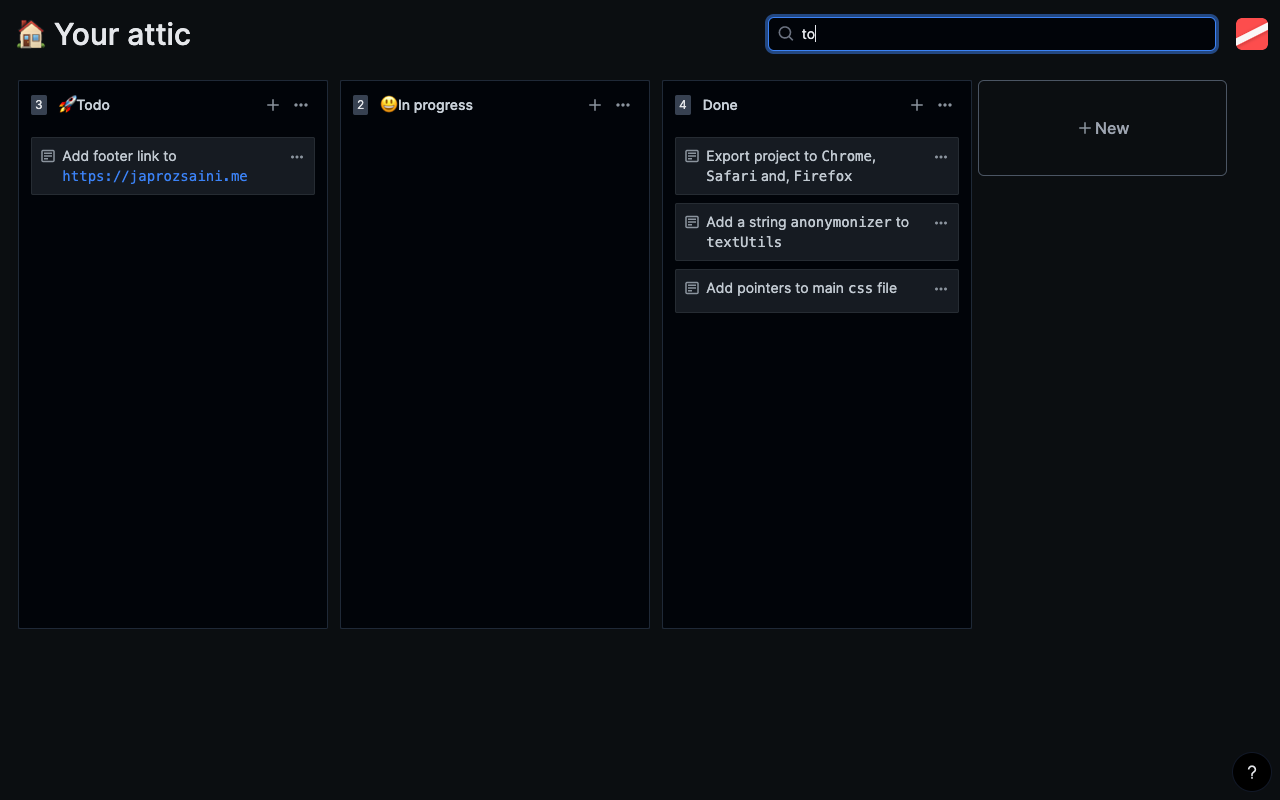 🏠 Your attic
to
3 🚀Todo
Add footer link to
https://japrozsaini.me
2 😃In progress
4 Done
Export project to Chrome,
Safari and, Firefox
Add a string anonymonizer to
textUtils
Add pointers to main css file
+ New
?